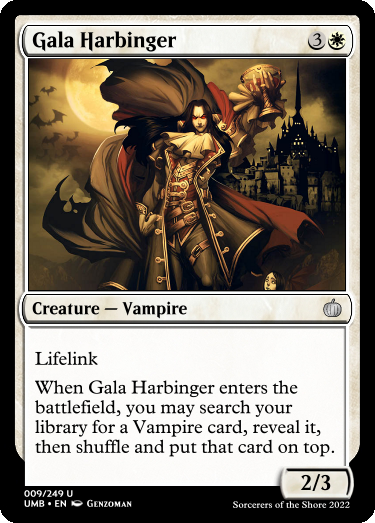 Gala Harbinger 3
Creature — Vampire
Lifelink
When Gala Harbinger enters the
battlefield, you may search your
library for a Vampire card, reveal it,
then shuffle and put that card on top.
2/3
009/249 U
UMB • EN Genzoman
Sorcerers of the Shore 2022